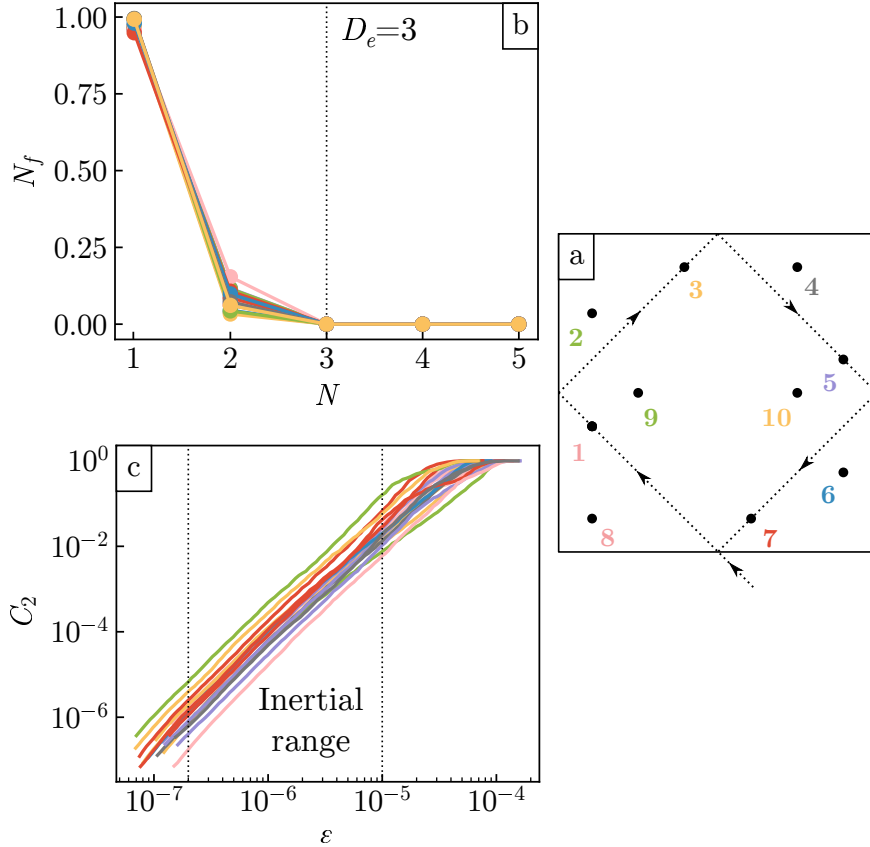 b
D_e=3
1.00
0.75
0.50
0.25
0.00
N_f
1 2 3 4 5
N
a
3
4
2
5
9
10
1
6
8
7
c
10^0
10^{-2}
10^{-4}
10^{-6}
C_2
Inertial
range
10^{-7} 10^{-6} 10^{-5} 10^{-4}
ε